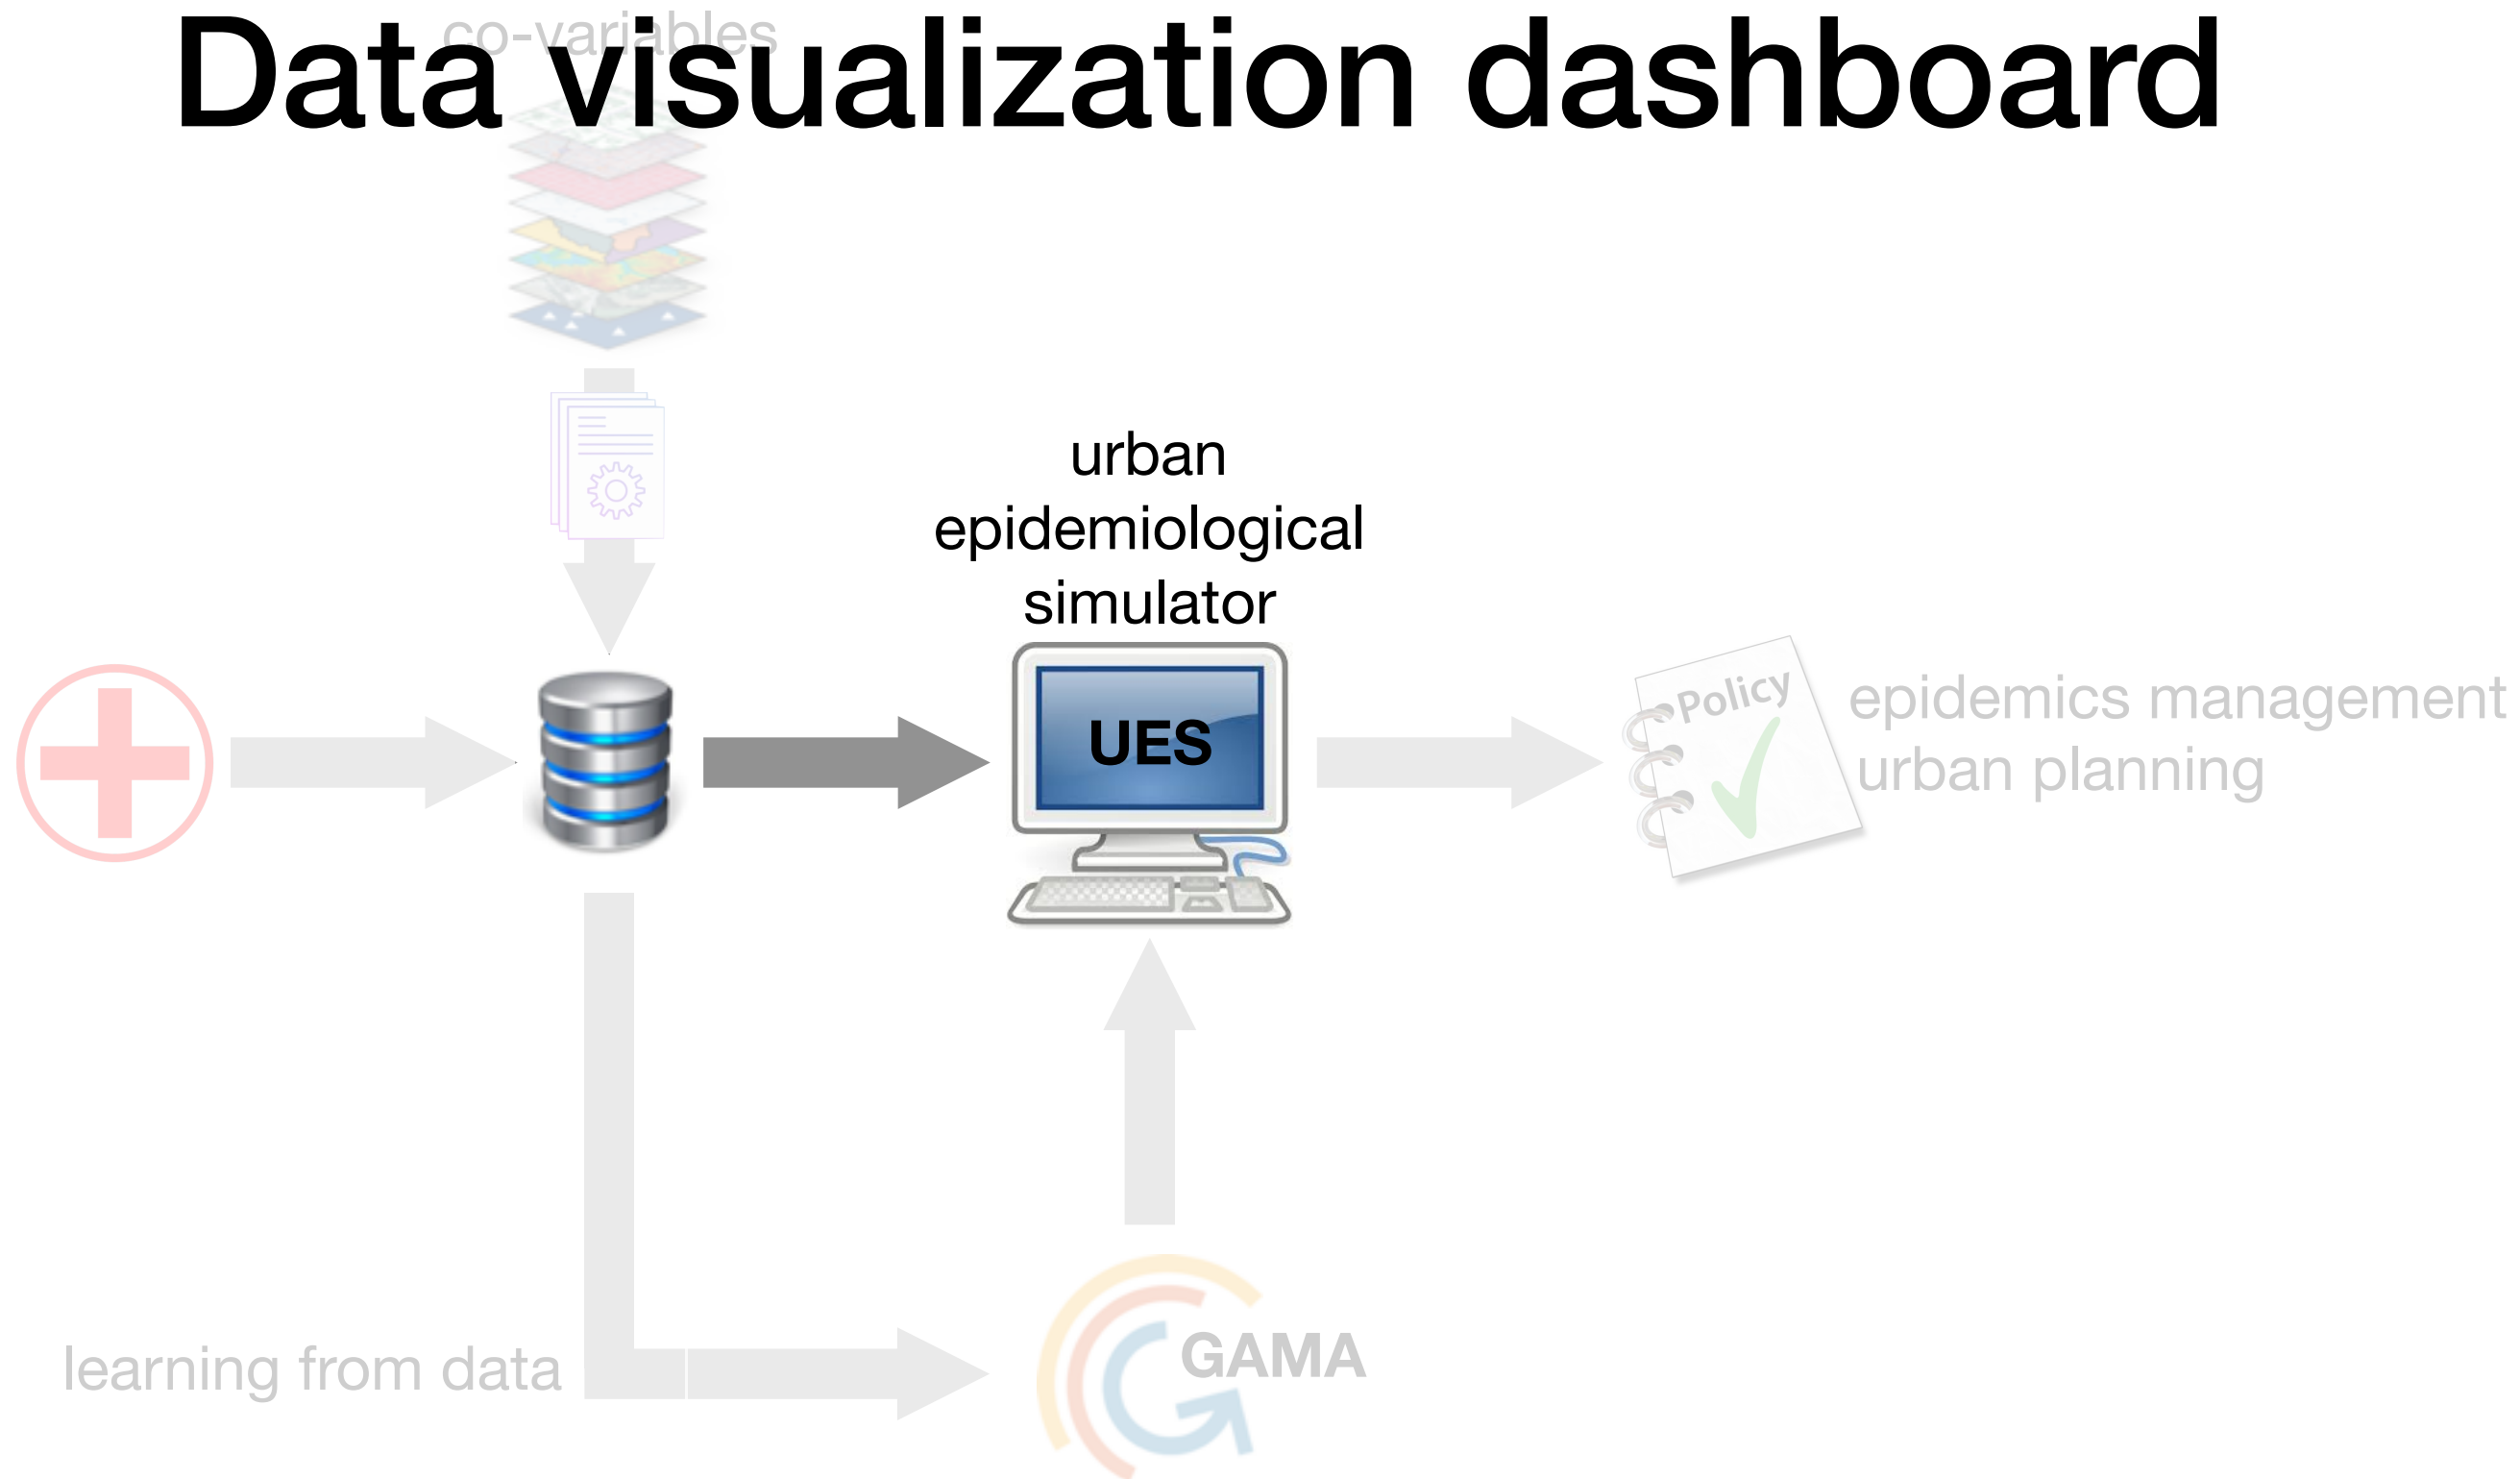 co-variables
Data visualization dashboard
urban
epidemiological
simulator
UES
Policy
epidemics management
urban planning
learning from data
GAMA